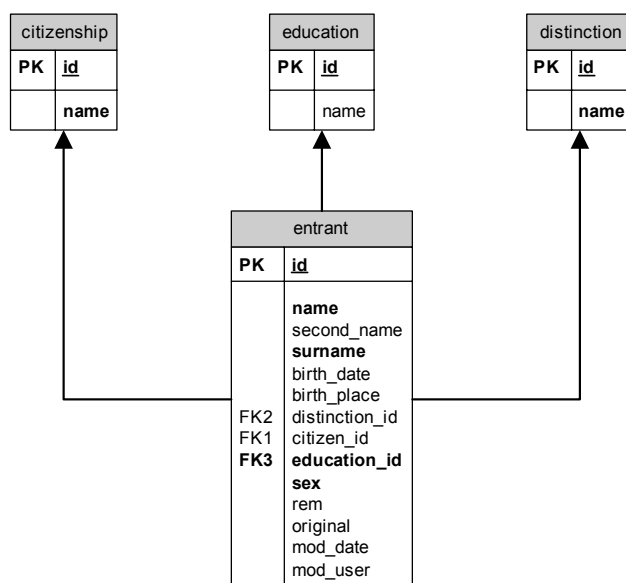 citizenship
PK id
name
education
PK id
name
distinction
PK id
name
entrant
PK id
name
second_name
surname
birth_date
birth_place
FK2 distinction_id
FK1 citizen_id
FK3 education_id
sex
rem
original
mod_date
mod_user